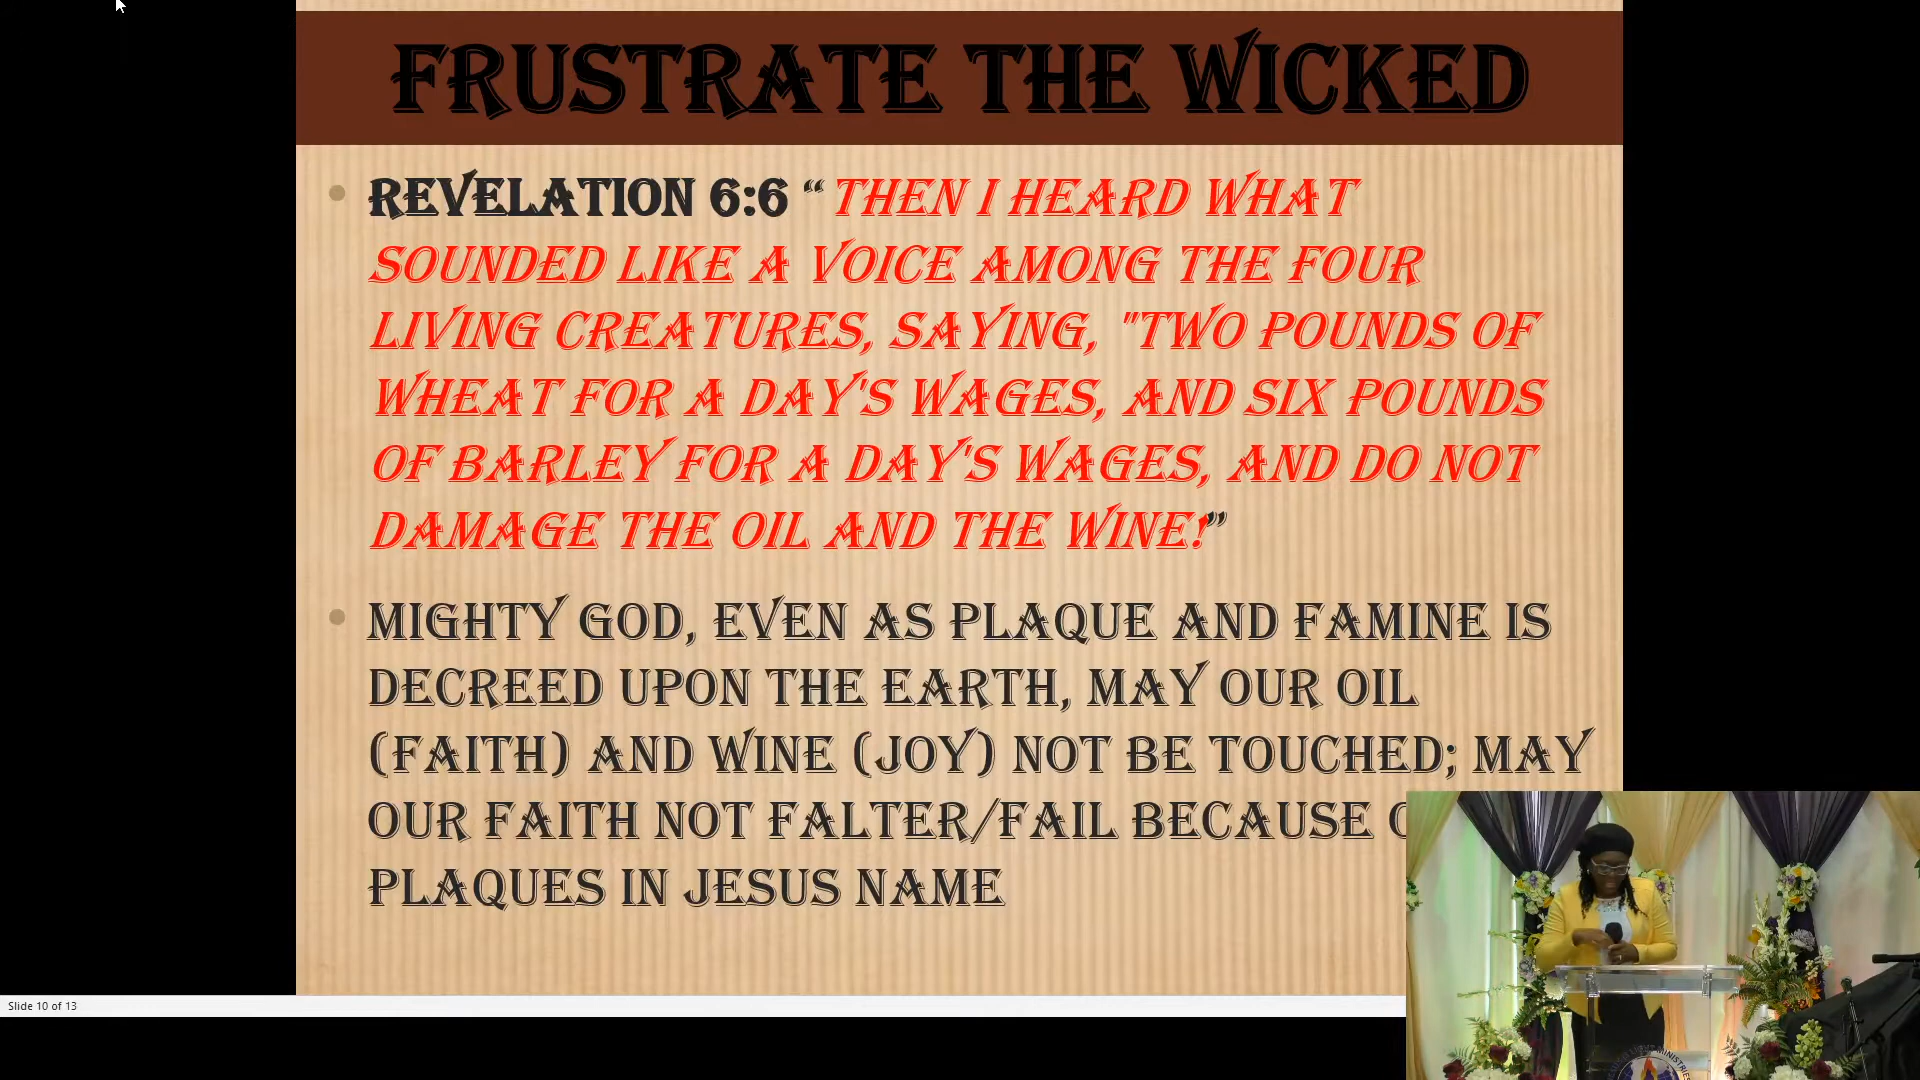 FRUSTRATE THE WICKED
REVELATION 6:6 “ THEN I HEARD WHAT
SOUNDED LIKE A VOICE AMONG THE FOUR
LIVING CREATURES, SAYING, "TWO POUNDS OF
WHEAT FOR A DAY'S WAGES, AND SIX POUNDS
OF BARLEY FOR A DAY'S WAGES, AND DO NOT
DAMAGE THE OIL AND THE WINE!”
MIGHTY GOD, EVEN AS PLAQUE AND FAMINE IS
DECREED UPON THE EARTH, MAY OUR OIL
(FAITH) AND WINE (JOY) NOT BE TOUCHED; MAY
OUR FAITH NOT FALTER/FAIL BECAUSE
PLAQUES IN JESUS NAME
Slide 10 of 13
MINISTRIES